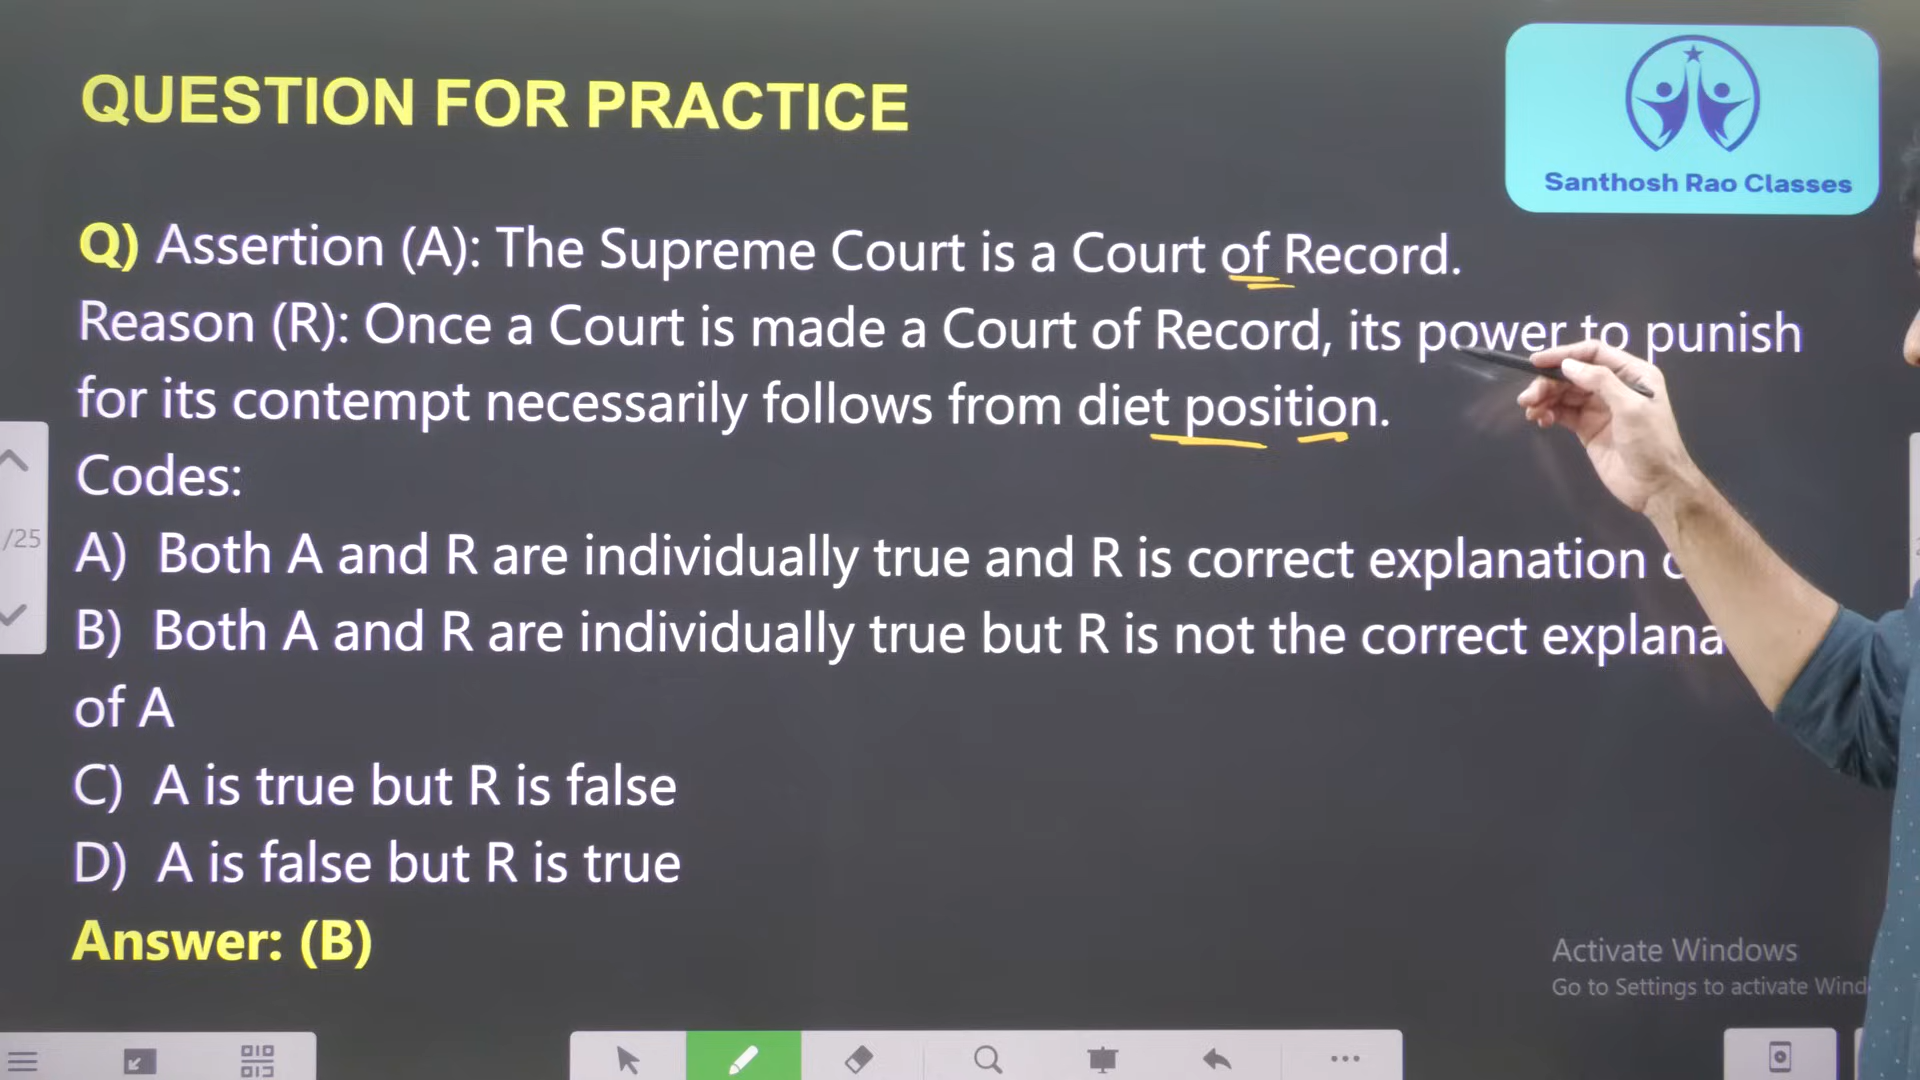 QUESTION FOR PRACTICE
Santhosh Rao Classes
Q) Assertion (A): The Supreme Court is a Court of Record.
Reason (R): Once a Court is made a Court of Record, its power to punish
for its contempt necessarily follows from diet position.
Codes:
/25
A) Both A and R are individually true and R is correct explanation
B) Both A and R are individually true but R is not the correct explana
of A
C) A is true but R is false
D) A is false but R is true
Answer: (B)
Activate Windows
Go to Settings to activate Wind